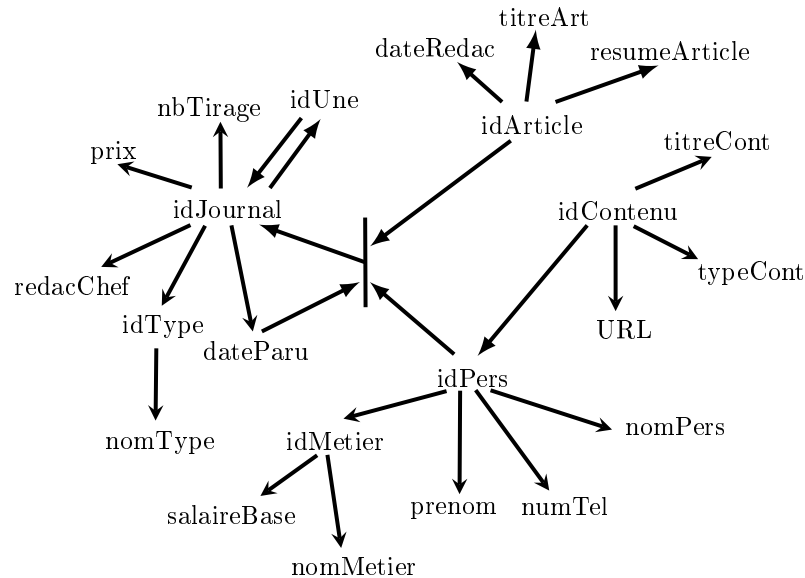 titreArt
dateRedac
resumeArticle
nbTirage
idUne
idArticle
prix
titreCont
idJournal
idContenu
redacChef
typeCont
idType
URL
dateParu
idPers
nomType
idMetier
nomPers
salaireBase
prenom
numTel
nomMetier